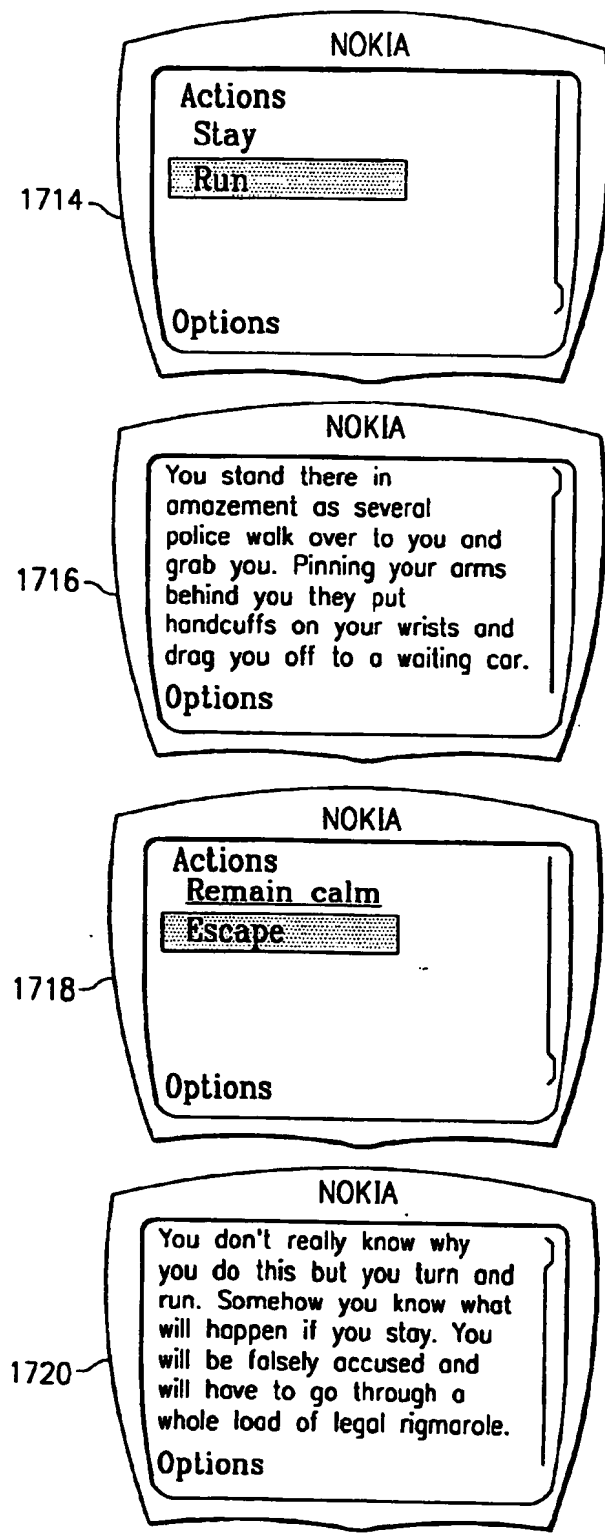 NOKIA
Actions
Stay
Run
1714
Options
NOKIA
You stand there in
amazement as several
police walk over to you and
grab you. Pinning your arms
1716
behind you they put
handcuffs on your wrists and
drag you off to a waiting car.
Options
NOKIA
Actions
Remain calm
Escape
1718
Options
NOKIA
You don't really know why
you do this but you turn and
run. Somehow you know what
will happen if you stay. You
1720
will be falsely accused and
will have to go through a
whole load of legal rigmarole.
Options